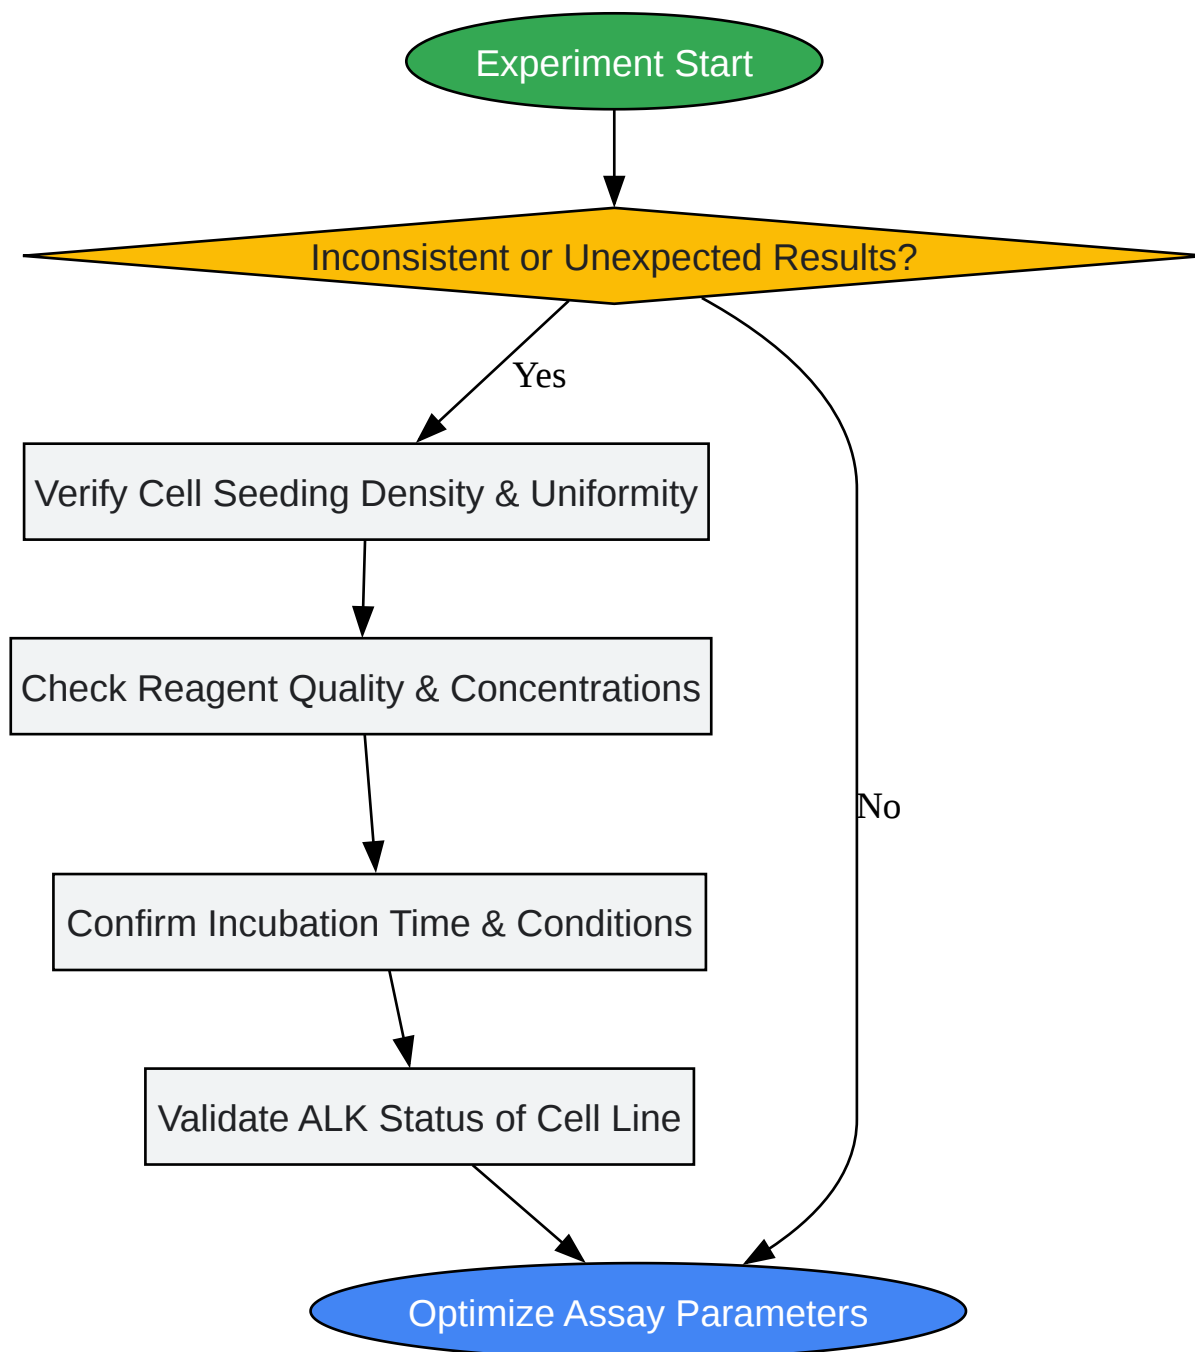 Experiment Start
Inconsistent or Unexpected Results?
Yes
Verify Cell Seeding Density & Uniformity
Check Reagent Quality & Concentrations
No
Confirm Incubation Time & Conditions
Validate ALK Status of Cell Line
Optimize Assay Parameters